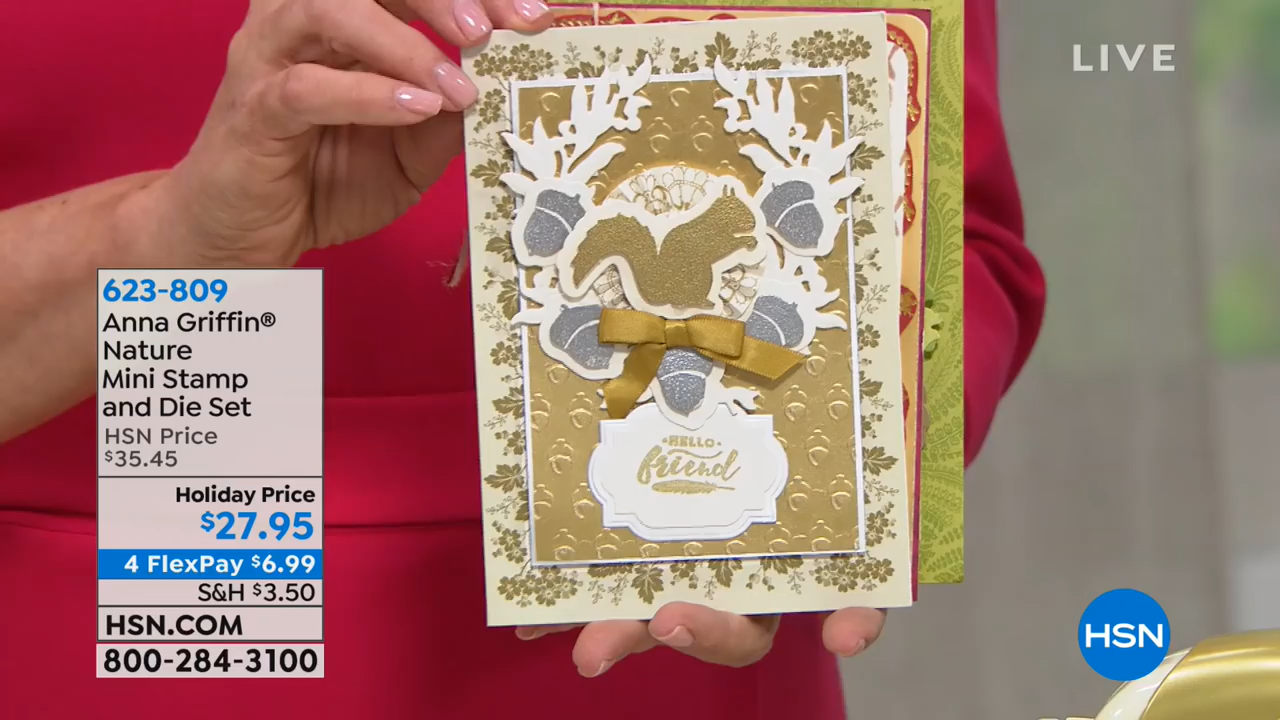 LIVE
623-809
Anna Griffin®
Nature
Mini Stamp
and Die Set
HSN Price
$35.45
Holiday Price
$27.95
4 FlexPay $6.99
S&H $3.50
HSN.COM
800-284-3100
•HELLO•
friend
HSN